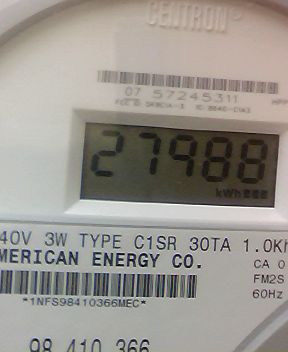 CENTRON®
07 57245311
27988
kWh
40V 3W TYPE C1SR 30TA 1.0Kh
MERICAN ENERGY CO.
CA 0
FM2S
*1NFS98410366MEC*
60Hz
98 410 366